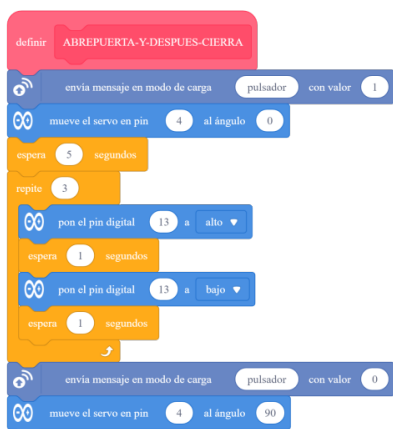 definir ABREPUERTA-Y-DESPUES-CIERRA
envía mensaje en modo de carga pulsador con valor 1
mueve el servo en pin 4 al ángulo 0
espera 5 segundos
repite 3
pon el pin digital 13 a alto
espera 1 segundos
pon el pin digital 13 a bajo
espera 1 segundos
envía mensaje en modo de carga pulsador con valor 0
mueve el servo en pin 4 al ángulo 90